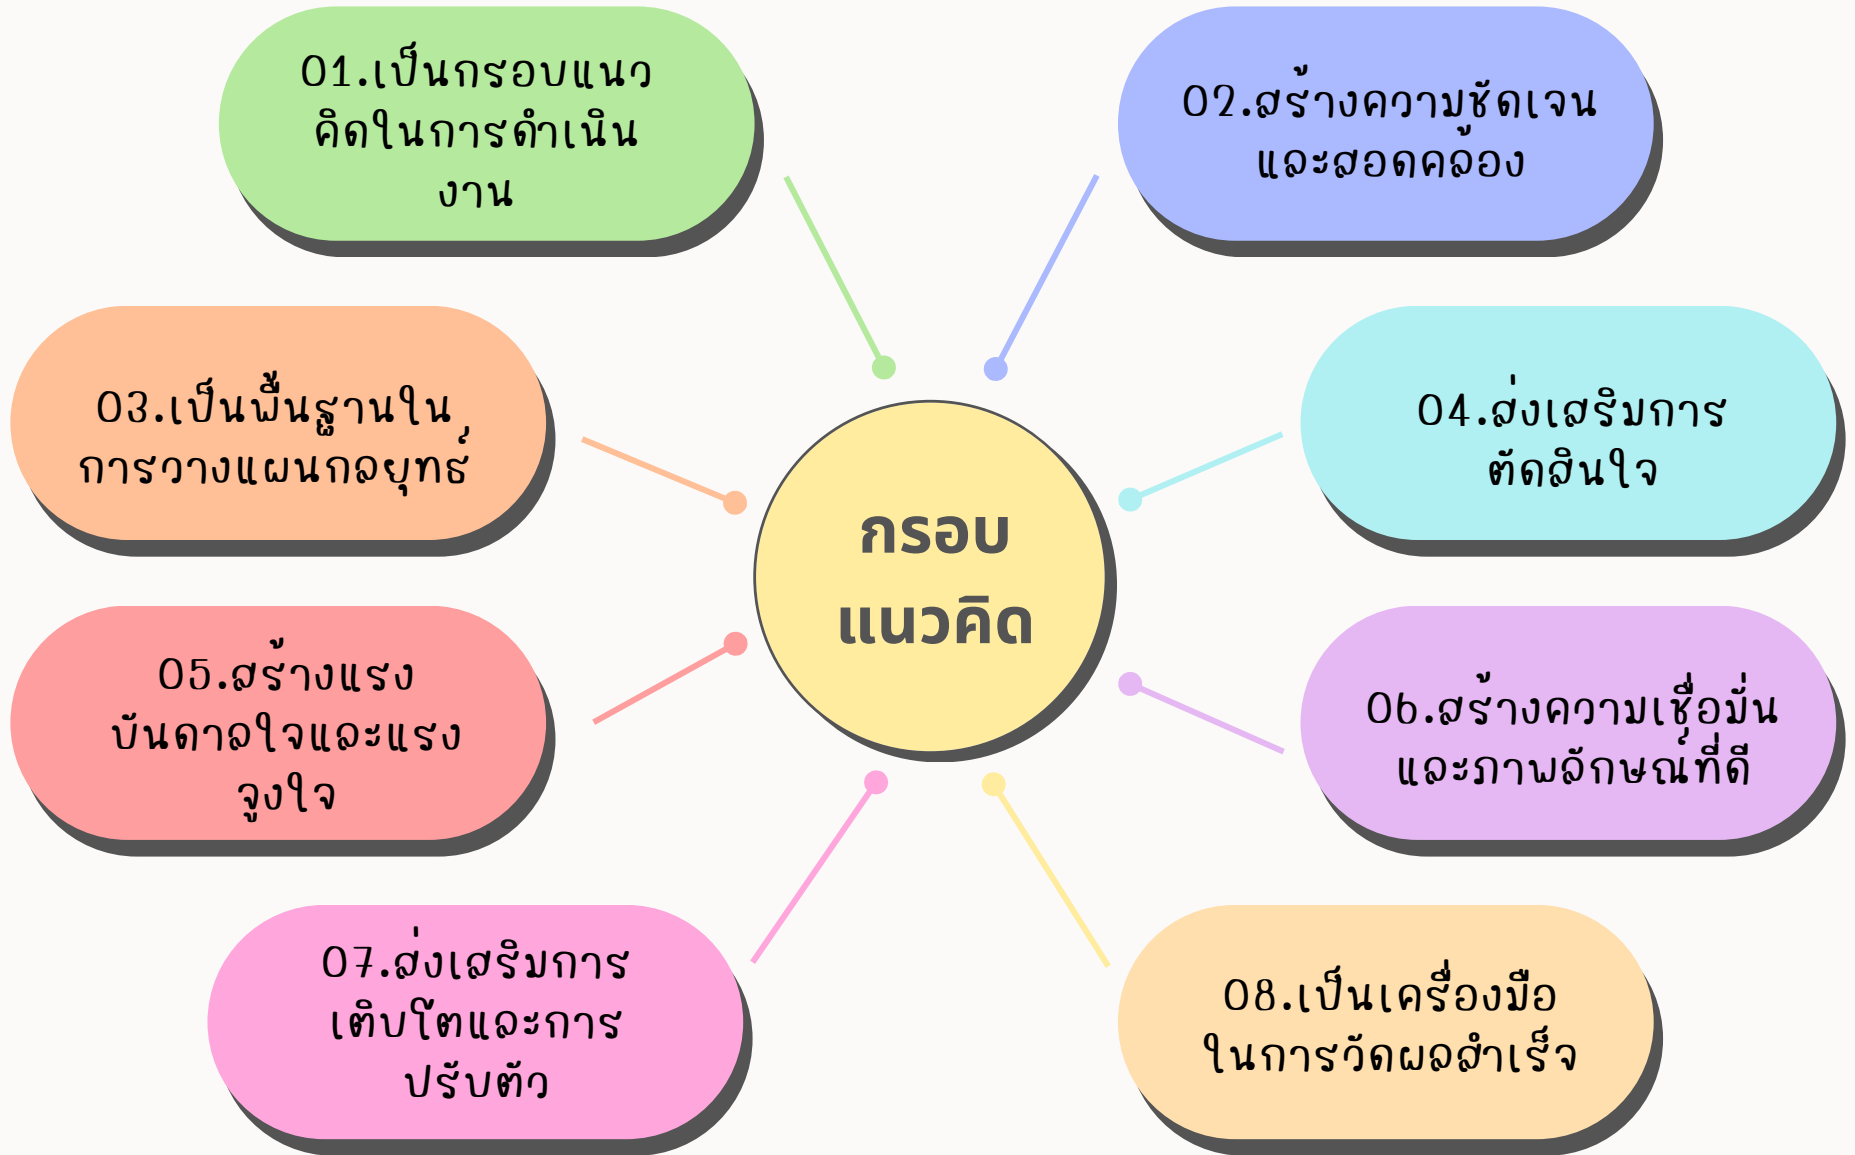 01.เป็นกรอบแนว
คิดในการดำเนิน
งาน
02.สร้างความชัดเจน
และสอดคล้อง
03.เป็นพื้นฐานใน
การวางแผนกลยุทธ์
04.ส่งเสริมการ
ตัดสินใจ
กรอบ
แนวคิด
05.สร้างแรง
บันดาลใจและแรง
จูงใจ
06.สร้างความเชื่อมั่น
และภาพลักษณ์ที่ดี
07.ส่งเสริมการ
เติบโตและการ
ปรับตัว
08.เป็นเครื่องมือ
ในการวัดผลสำเร็จ